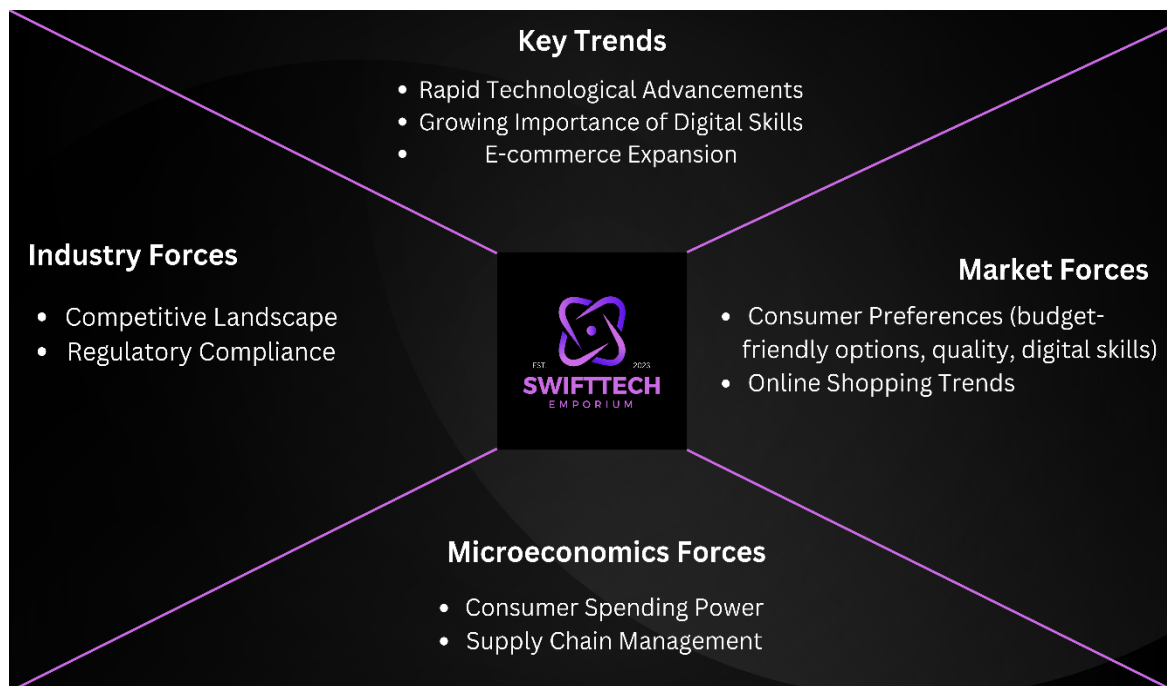 Key Trends
• Rapid Technological Advancements
• Growing Importance of Digital Skills
• E-commerce Expansion
Industry Forces
• Competitive Landscape
• Regulatory Compliance
EST. 2023
SWIFTTECH
EMPORIUM
Market Forces
• Consumer Preferences (budget-
friendly options, quality, digital skills)
• Online Shopping Trends
Microeconomics Forces
• Consumer Spending Power
• Supply Chain Management